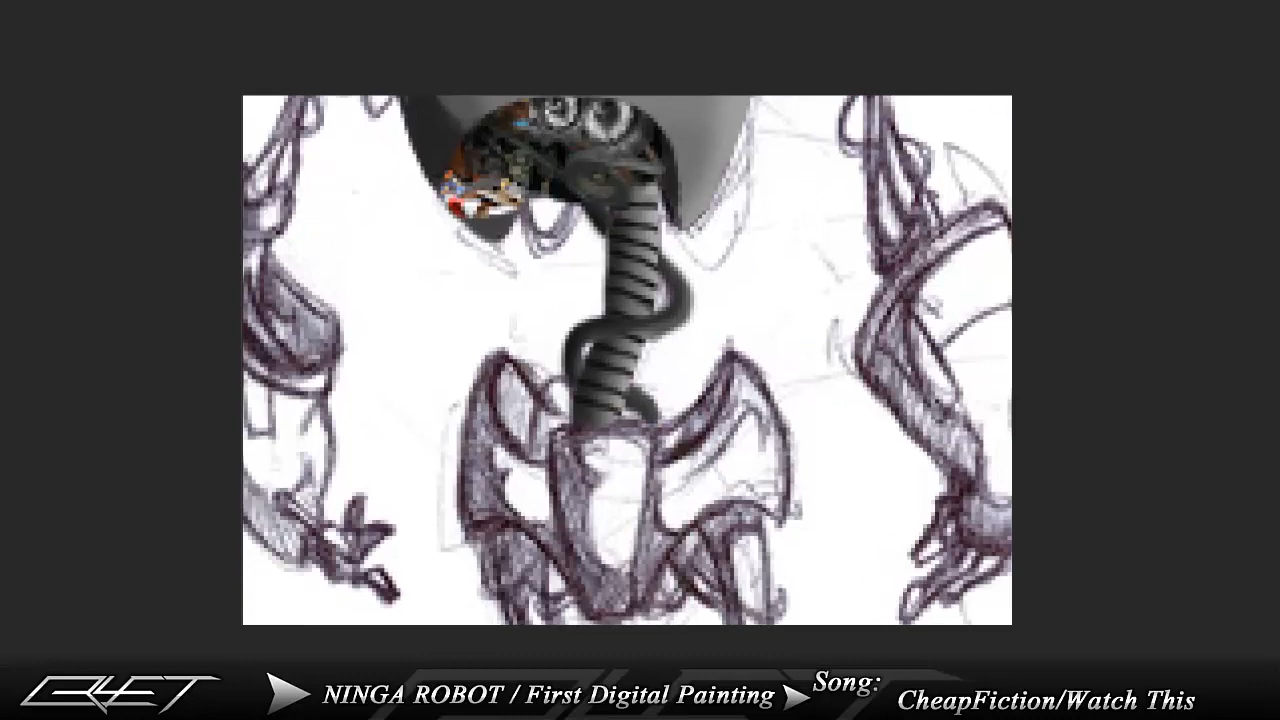 NINGA ROBOT / First Digital Painting
Song:
CheapFiction/Watch This